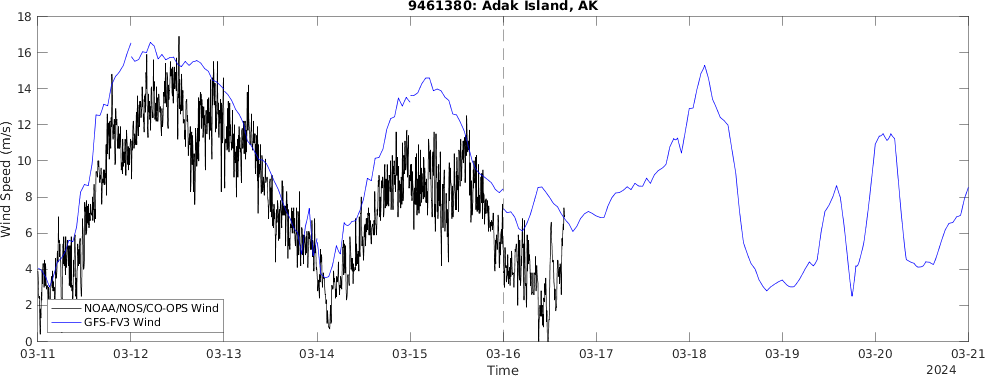 9461380: Adak Island, AK
Wind Speed (m/s)
18
16
14
12
10
8
6
4
2
0
NOAA/NOS/CO-OPS Wind
GFS-FV3 Wind
03-11 03-12 03-13 03-14 03-15 03-16 03-17 03-18 03-19 03-20 03-21
Time
2024